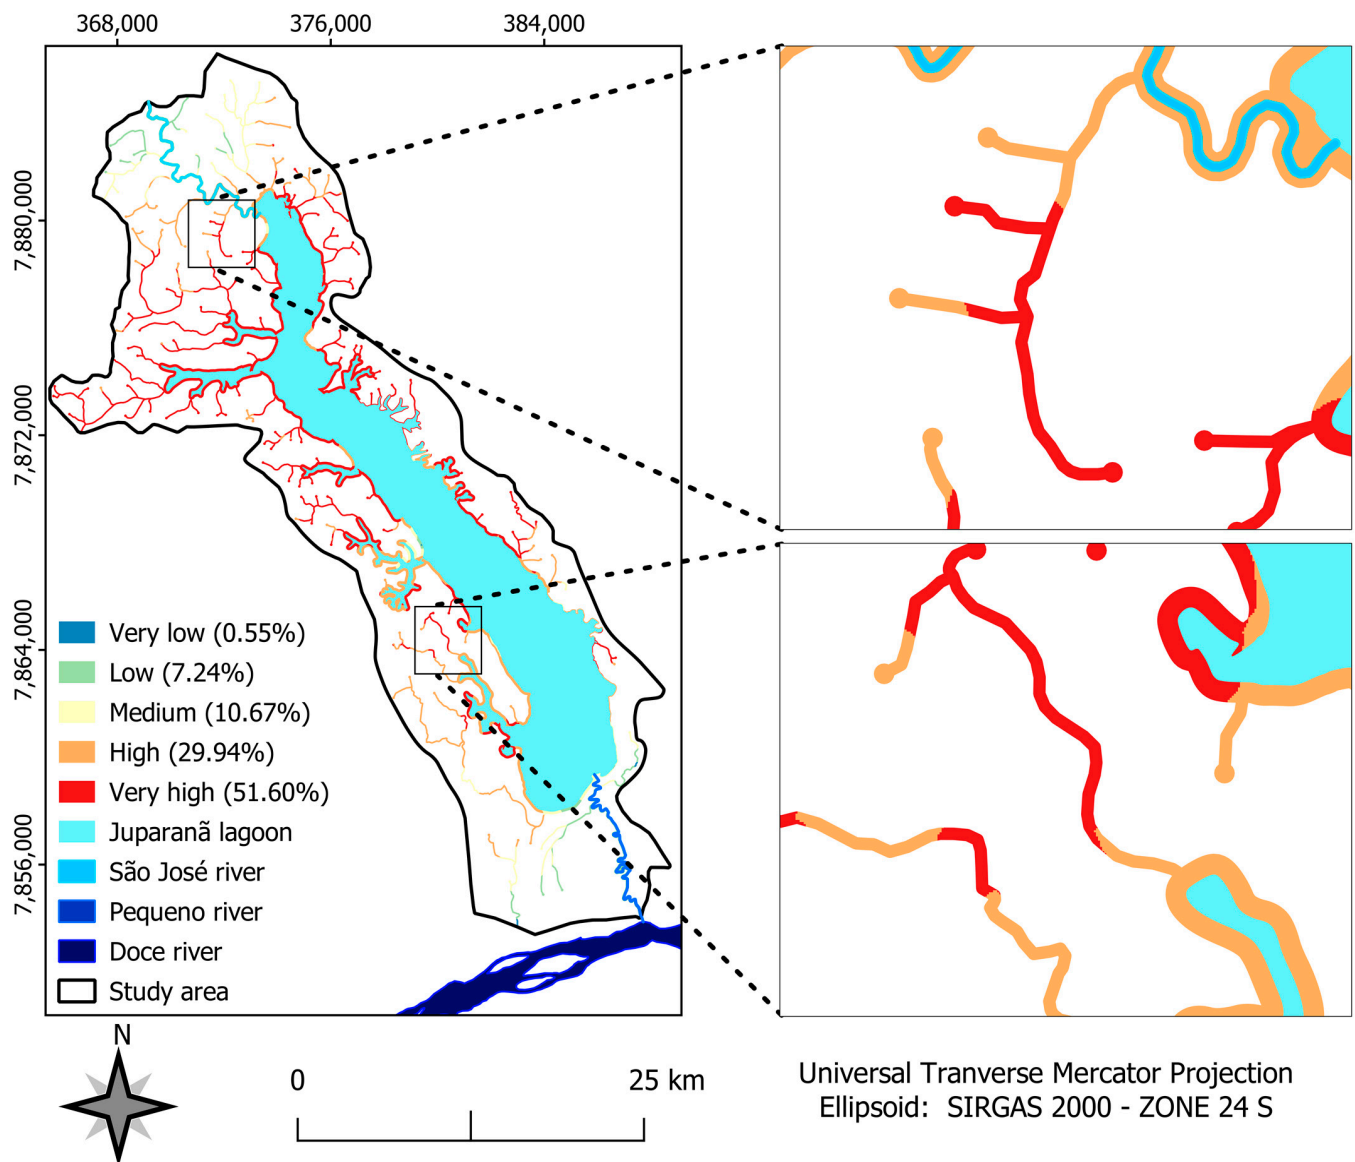 368,000 376,000 384,000
7,880,000
7,872,000
7,864,000
7,856,000
Very low (0.55%)
Low (7.24%)
Medium (10.67%)
High (29.94%)
Very high (51.60%)
Juparanã lagoon
São José river
Pequeno river
Doce river
Study area
N
0 25 km
Universal Tranverse Mercator Projection
Ellipsoid: SIRGAS 2000 - ZONE 24 S